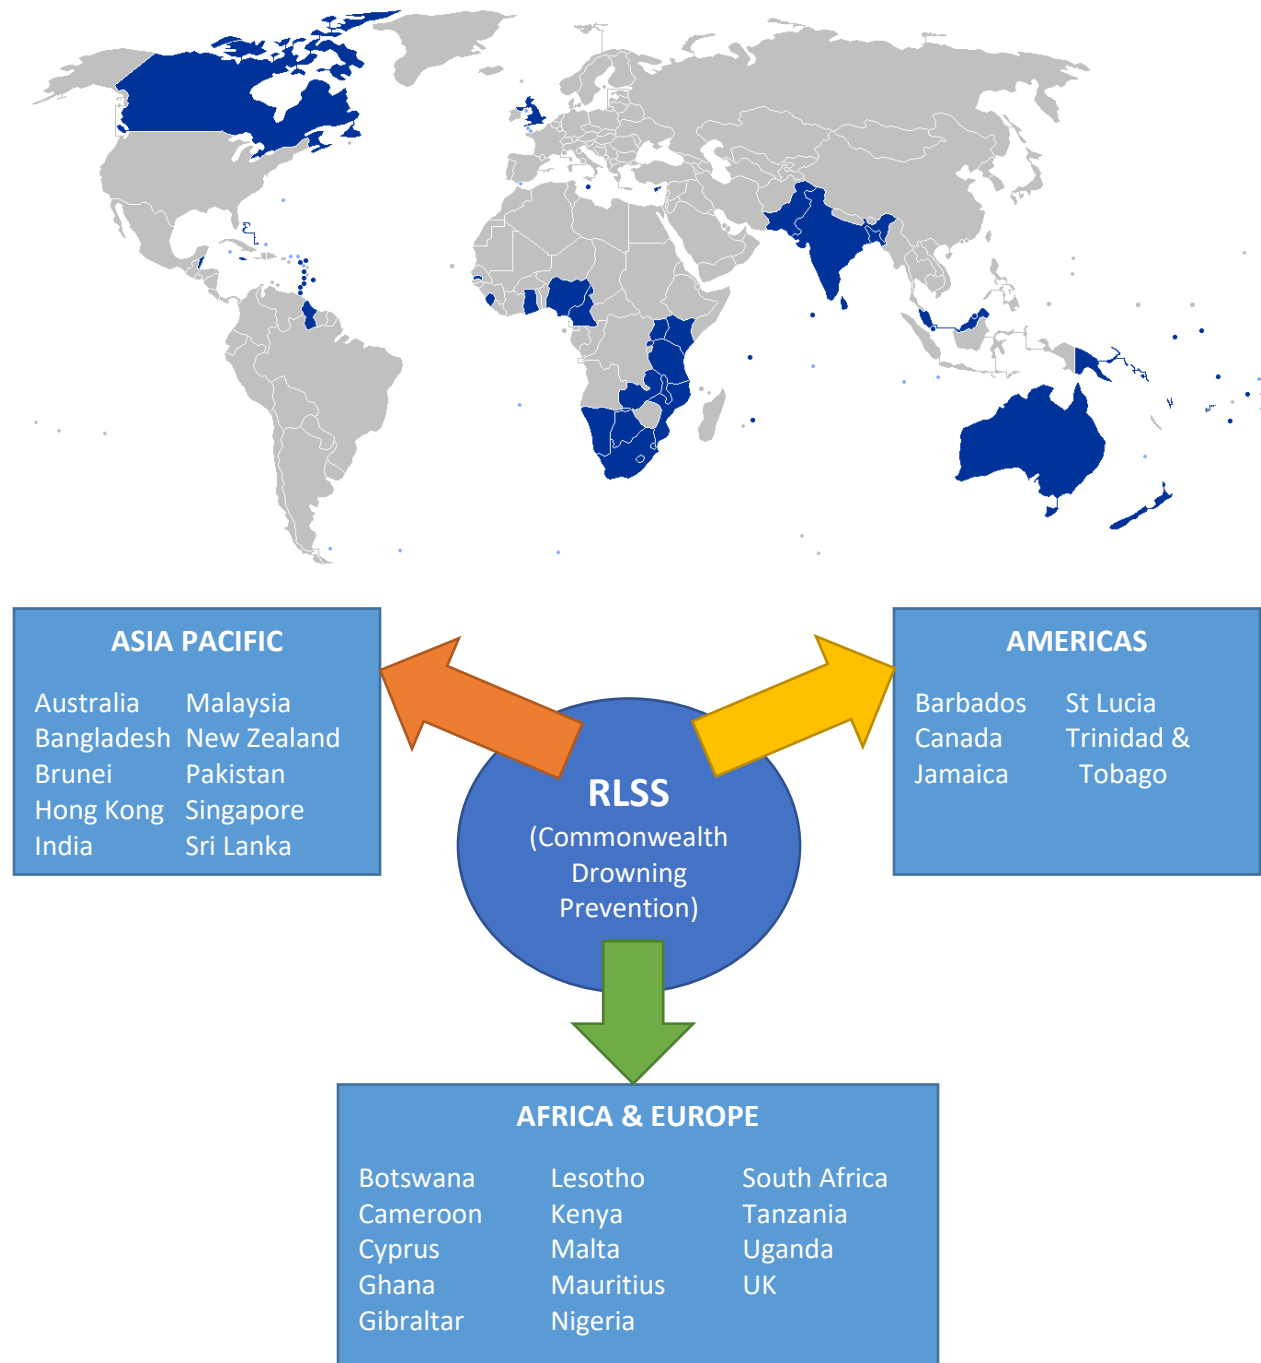 ASIA PACIFIC
Australia
Bangladesh
Brunei
Hong Kong
India
Malaysia
New Zealand
Pakistan
Singapore
Sri Lanka
AMERICAS
Barbados
Canada
Jamaica
St Lucia
Trinidad &
Tobago
RLSS
(Commonwealth
Drowning
Prevention)
AFRICA & EUROPE
Botswana
Cameroon
Cyprus
Ghana
Gibraltar
Lesotho
Kenya
Malta
Mauritius
Nigeria
South Africa
Tanzania
Uganda
UK